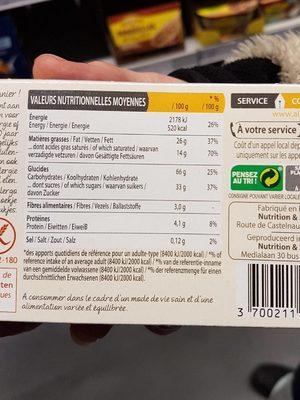 VALEURS NUTRITIONNELLES MOYENNES
/ 100 g
* %
/ 100 g
Énergie
Energy / Energie / Energie
2178 kJ
520 kcal
26%
Matières grasses / Fat / Vetten / Fett
26 g
37%
... dont acides gras saturés / of which saturated / waarvan
verzadigde vetzuren / davon Gesättigte Fettsäuren
14 g
70%
Glucides
Carbohydrates / Koolhydraten / Kohlenhydrate
66 g
25%
... dont sucres / of which sugars / waarvan suikers /
davon Zucker
33 g
37%
Fibres alimentaires / Fibres / Vezels / Ballaststoffe
3,0 g
-
Protéines
Protein / Eiwitten / Eiweiß
4,1 g
8%
Sel / Salt / Zout / Salz
0,12 g
2%
*des apports quotidiens de référence pour un adulte-type (8400 kJ/2000 kcal) / *% of
reference intake of an average adult (8400 kJ/2000 kcal) / *% van de referentie-inname
van een gemiddelde volwassene (8400 kJ/2000 kcal) / *% der referenzmenge für einen
durchschnittlichen Erwachsenen (8400 kJ/2000 kcal).
A consommer dans le cadre d'un mode de vie sain et d'une
alimentation variée et équilibrée.
SERVICE
À votre service
Coût d'un appel local
uniquement sur les
PENSEZ
AU TRI !
CONSIGNE POUVANT VARIER
Fabriqué en
Nutrition &
Route de Castelnau
Geproduceerd
Nutrition &
Medialaan 30 bus
3 700211
2-180